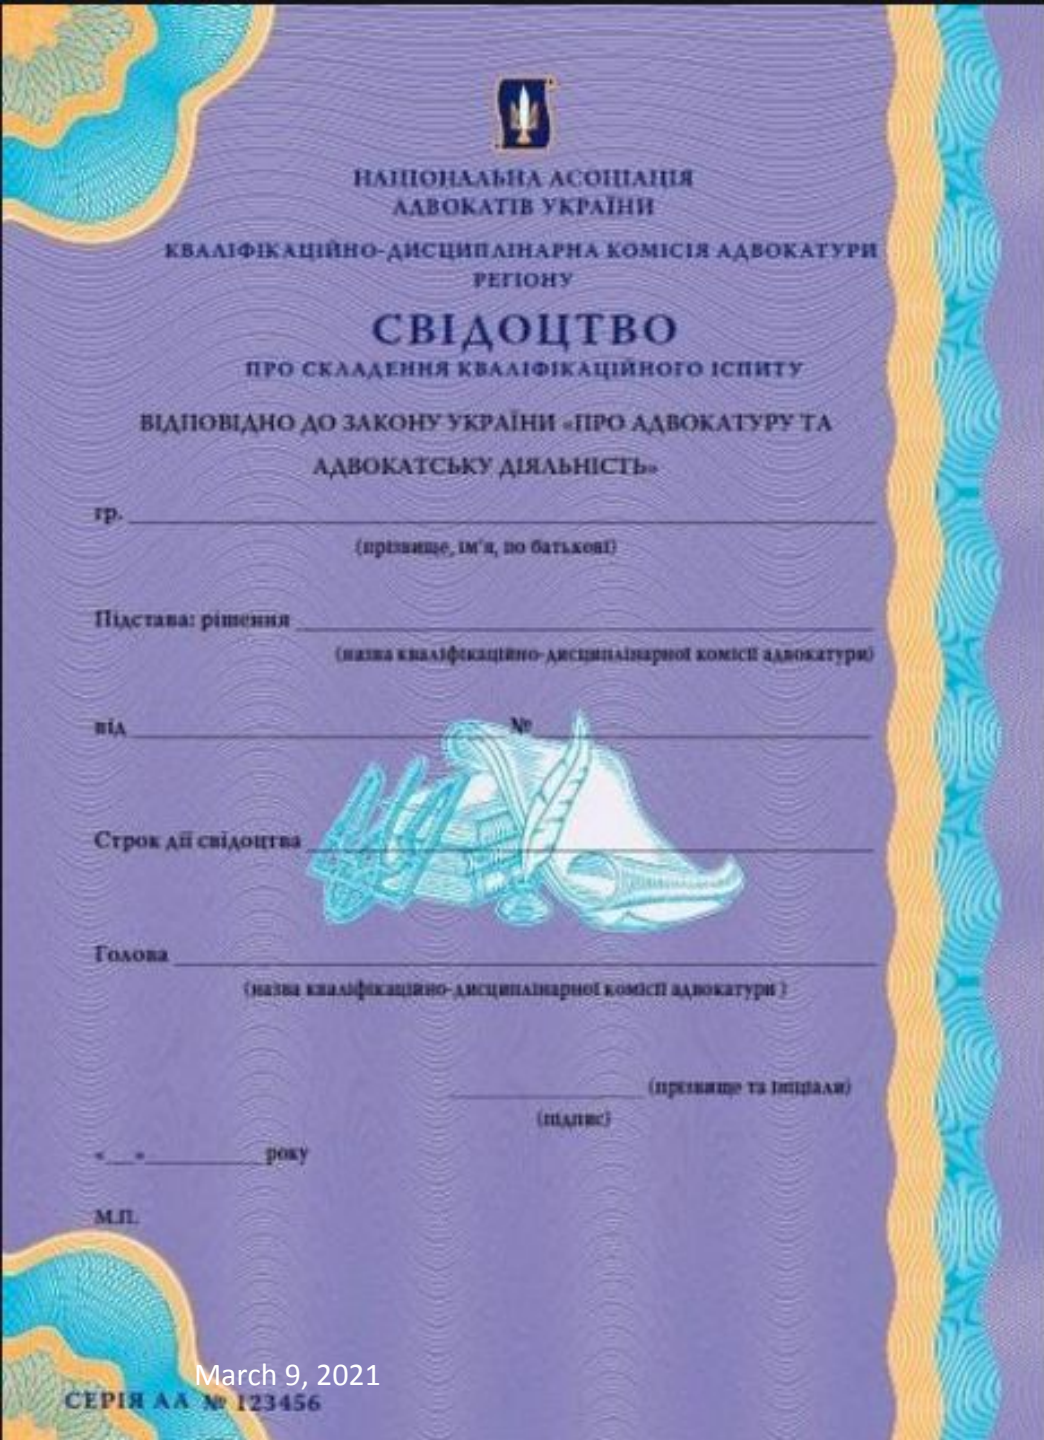 НАЦІОНАЛЬНА АСОЦІАЦІЯ
АДВОКАТІВ УКРАЇНИ
КВАЛІФІКАЦІЙНО-ДИСЦИПЛІНАРНА КОМІСІЯ АДВОКАТУРИ
РЕГІОНУ
СВІДОЦТВО
ПРО СКЛАДЕННЯ КВАЛІФІКАЦІЙНОГО ІСПИТУ
ВІДПОВІДНО ДО ЗАКОНУ УКРАЇНИ «ПРО АДВОКАТУРУ ТА
АДВОКАТСЬКУ ДІЯЛЬНІСТЬ»
гр.
(прізвище, ім'я, по батькові)
Підстава: рішення
(назва кваліфікаційно-дисциплінарної комісії адвокатури)
від №
Строк дії свідоцтва
Голова
(назва кваліфікаційно-дисциплінарної комісії адвокатури )
(прізвище та ініціали)
(підпис)
«__»__________ року
М.П.
March 9, 2021
СЕРІЯ АА № 123456